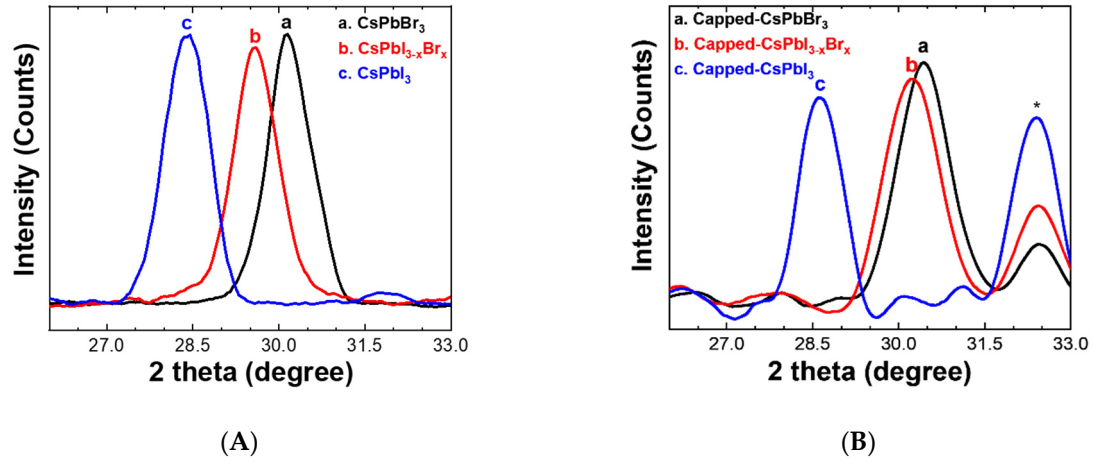 c
b
a
a. CsPbBr₃
b. CsPbI₃₋ₓBrₓ
c. CsPbI₃
Intensity (Counts)
27.0 28.5 30.0 31.5 33.0
2 theta (degree)
(A)
a. Capped-CsPbBr₃
b. Capped-CsPbI₃₋ₓBrₓ
c. Capped-CsPbI₃
a
b
c
*
Intensity (Counts)
27.0 28.5 30.0 31.5 33.0
2 theta (degree)
(B)